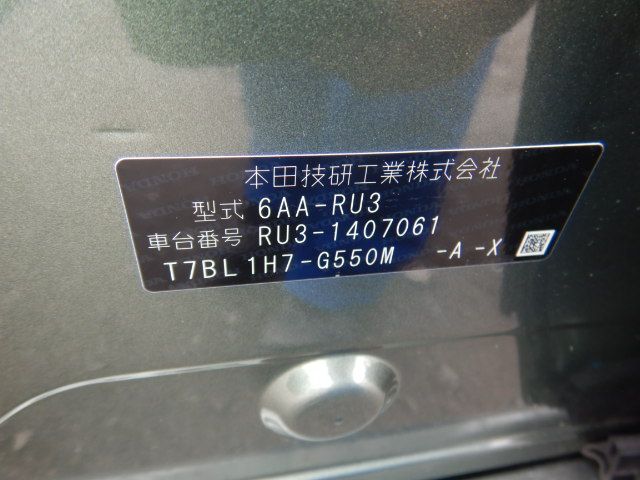 本田技研工業株式会社
型式 6AA-RU3
車台番号 RU3-1407061
T7BL1H7-G550M -A -X